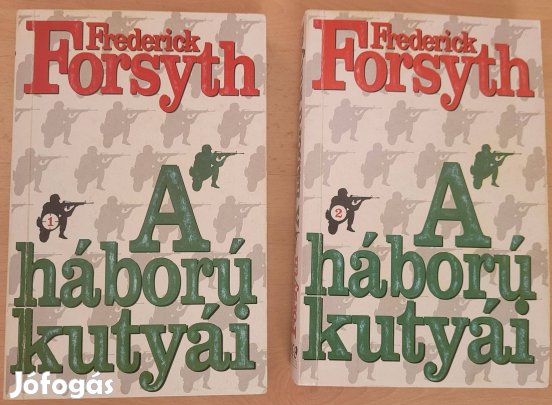 Frederick
Forsyth
1
A
háború
kutyái
Frederick
Forsyth
2
A
háború
kutyái
Jófogás